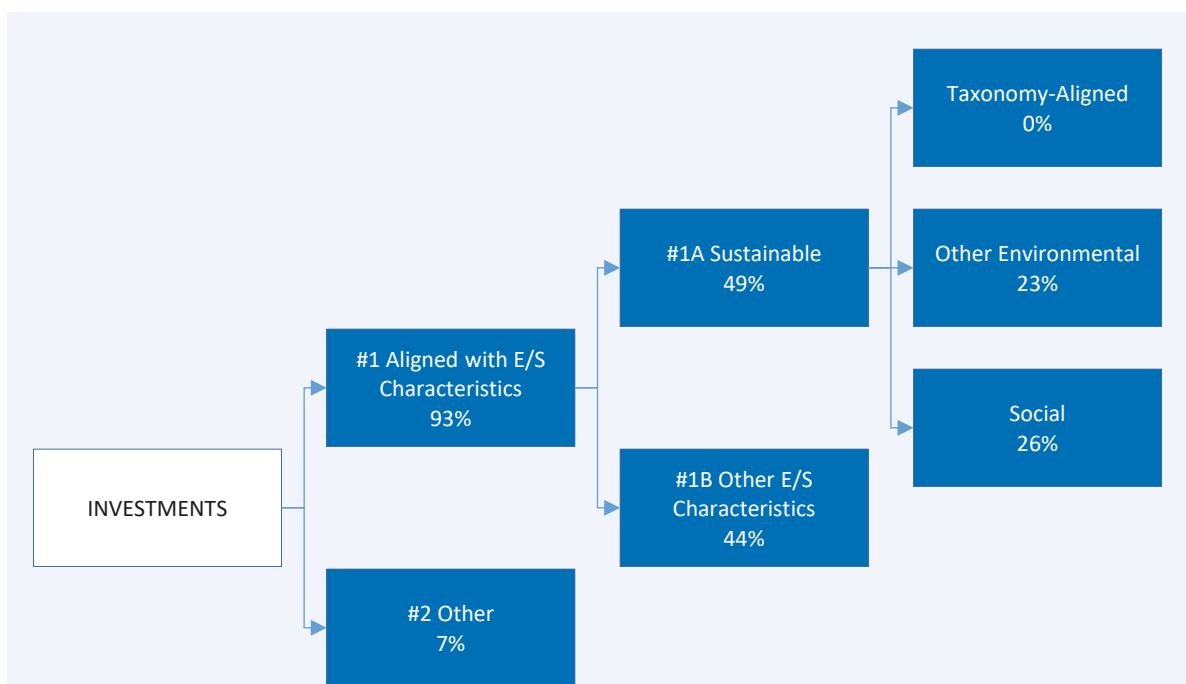 INVESTMENTS
#1 Aligned with E/S
Characteristics
93%
#2 Other
7%
#1A Sustainable
49%
#1B Other E/S
Characteristics
44%
Taxonomy-Aligned
0%
Other Environmental
23%
Social
26%